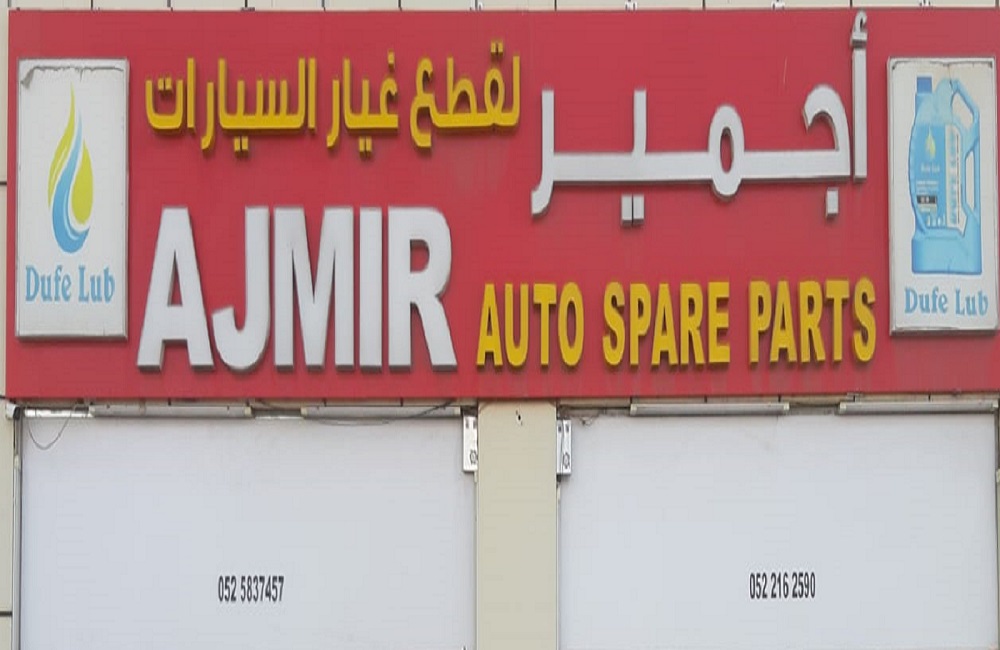 أجمير لقطع غيار السيارات
AJMIR AUTO SPARE PARTS
Dufe Lub
Dufe Lub
052 5837457
052 216 2590